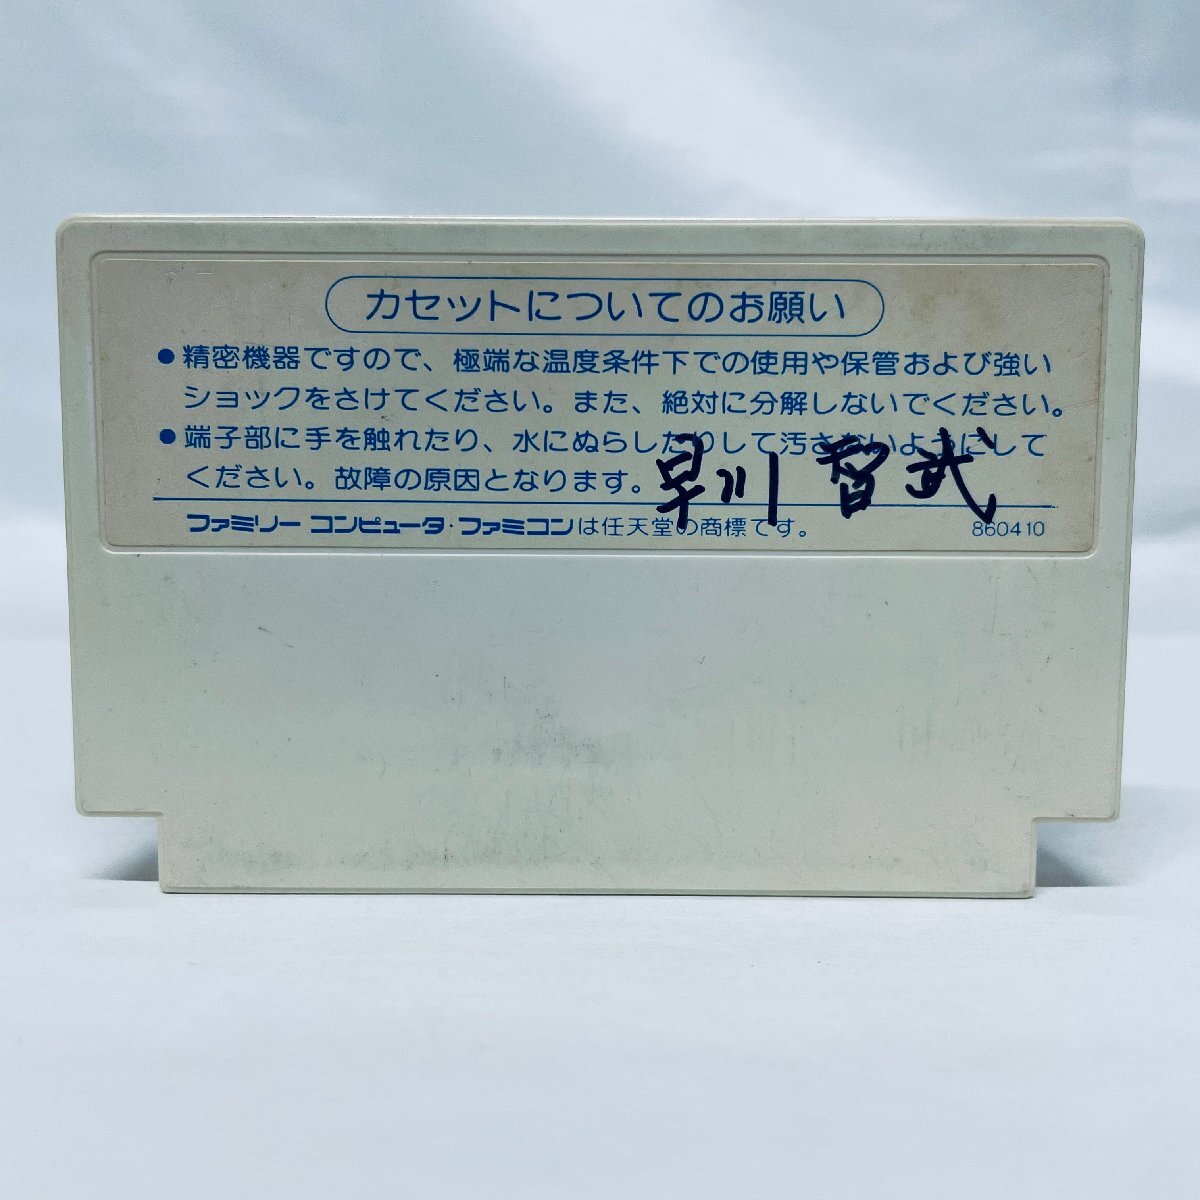 カセットについてのお願い
●精密機器ですので、極端な温度条件下での使用や保管および強い
ショックをさけてください。また、絶対に分解しないでください。
●端子部に手を触れたり、水にぬらしたりして汚さないようにして
ください。故障の原因となります。
早川 智武
ファミリー コンピュータ・ファミコンは任天堂の商標です。
860410